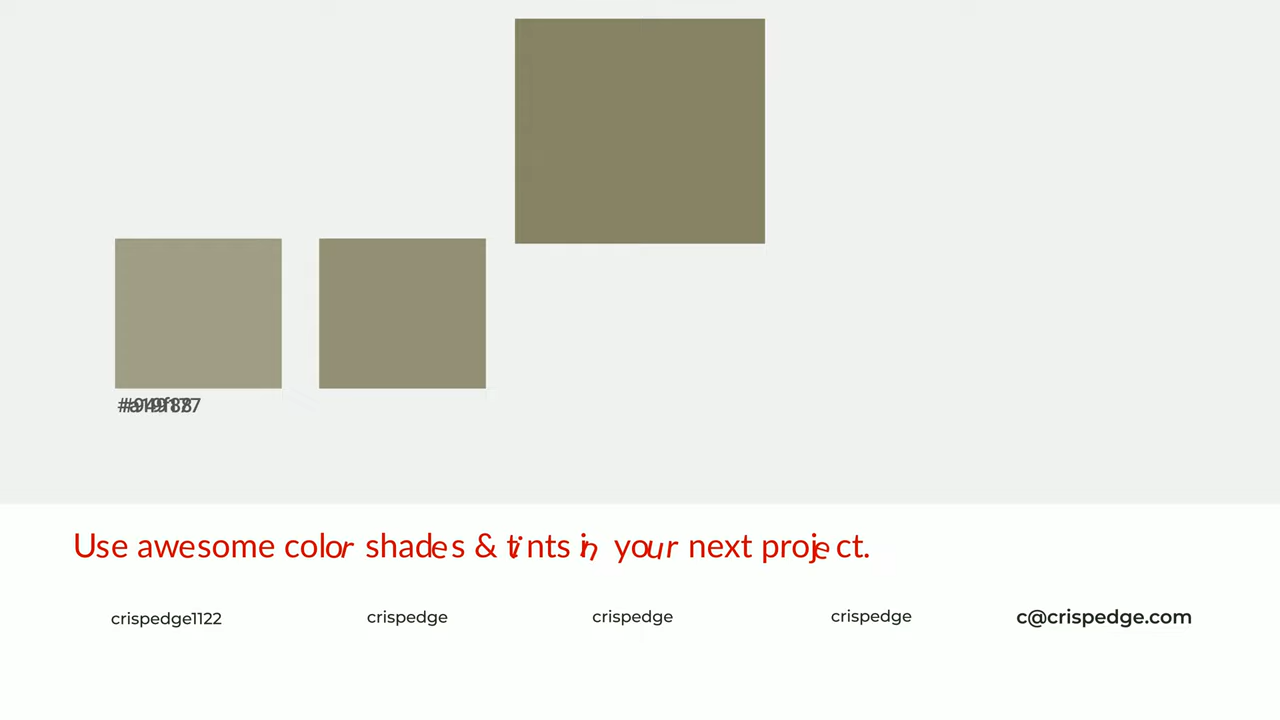 Use awesome color shades & tints in your next project.
crispedge1122 crispedge crispedge crispedge c@crispedge.com